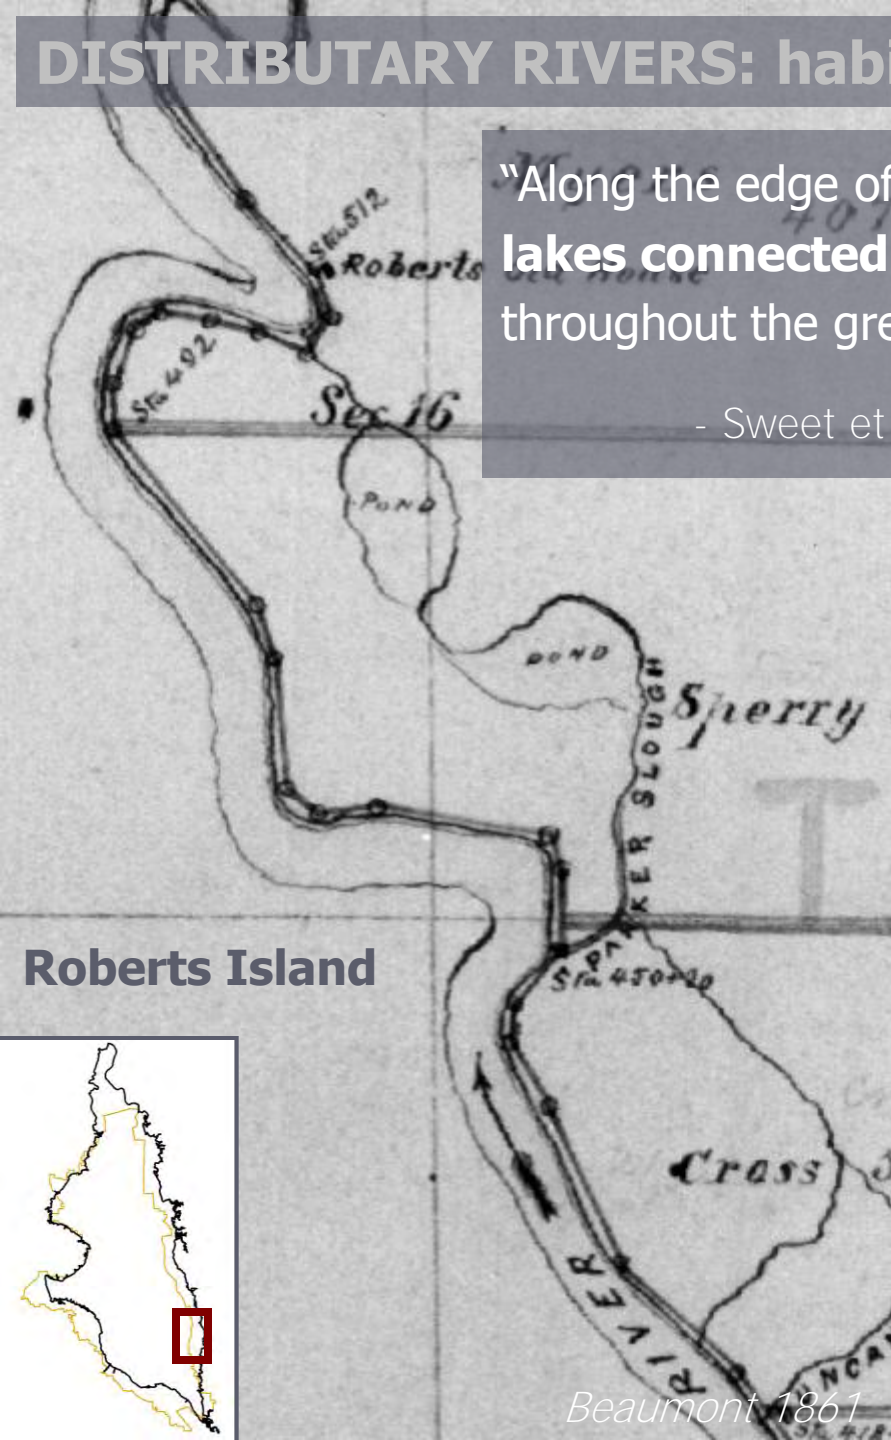 DISTRIBUTARY RIVERS: habi
“Along the edge of
lakes connected
throughout the gre
- Sweet et
Sta 512
Roberts
Sta 492
Sec 16
POND
POND
PARKER SLOUGH
Sperry
T
Roberts Island
Sta 450+20
Cross
RIVER
Beaumont 1861